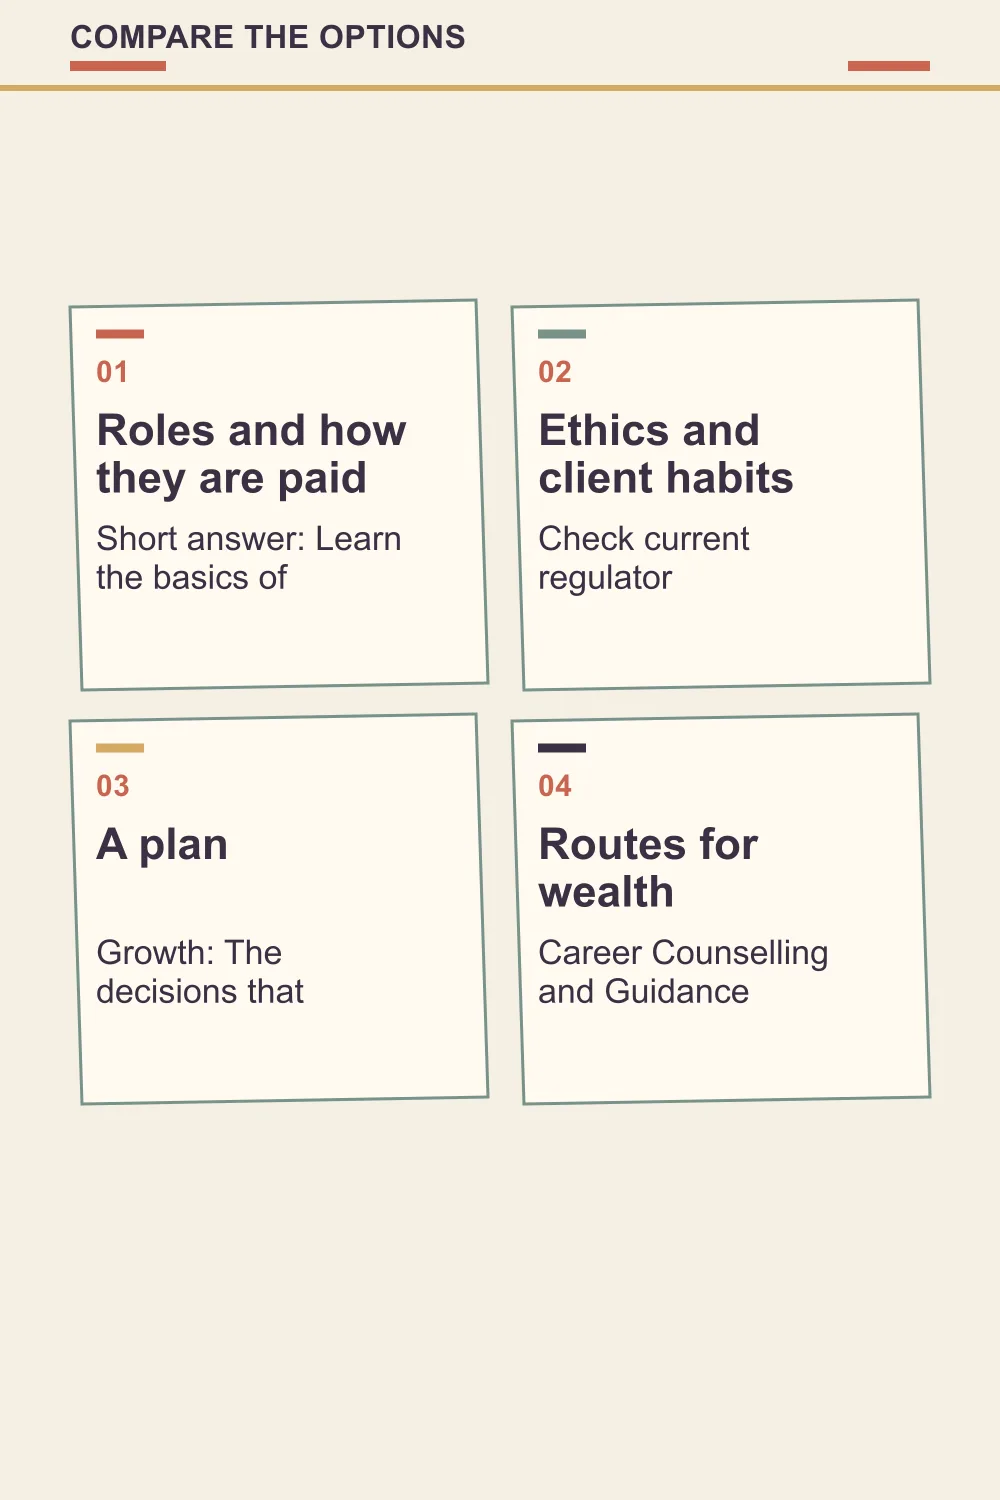 COMPARE THE OPTIONS
01
Roles and how
they are paid
Short answer: Learn
the basics of
02
Ethics and
client habits
Check current
regulator
03
A plan
Growth: The
decisions that
04
Routes for
wealth
Career Counselling
and Guidance